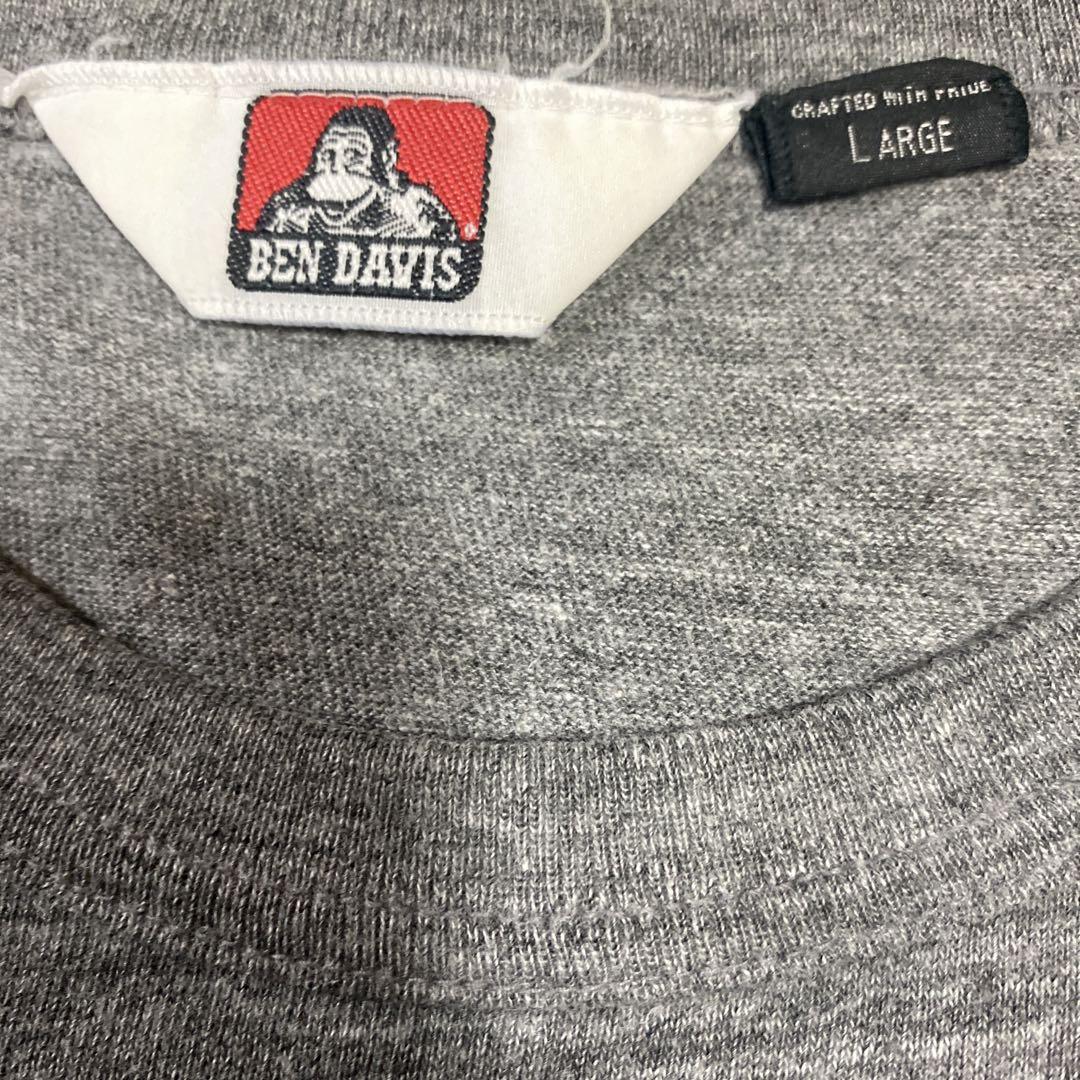 BEN DAVIS
®
CRAFTED WITH PRIDE
LARGE